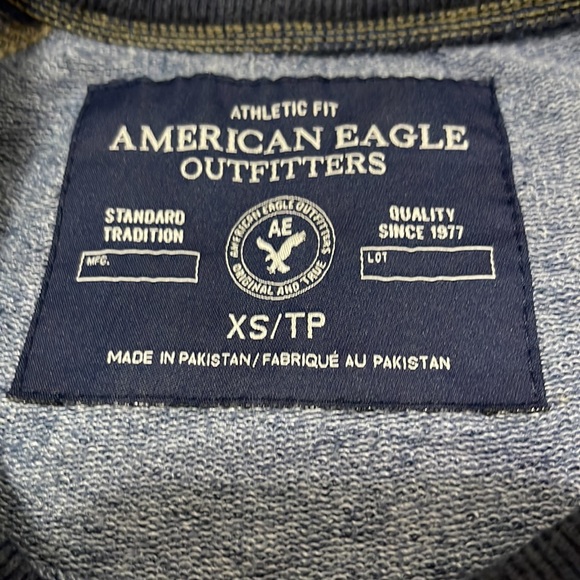 ATHLETIC FIT
AMERICAN EAGLE
OUTFITTERS
STANDARD
TRADITION
MFG.
AMERICAN EAGLE OUTFITTERS
AE
ORIGINAL AND TRUE
QUALITY
SINCE 1977
LOT
XS/TP
MADE IN PAKISTAN/FABRIQUÉ AU PAKISTAN